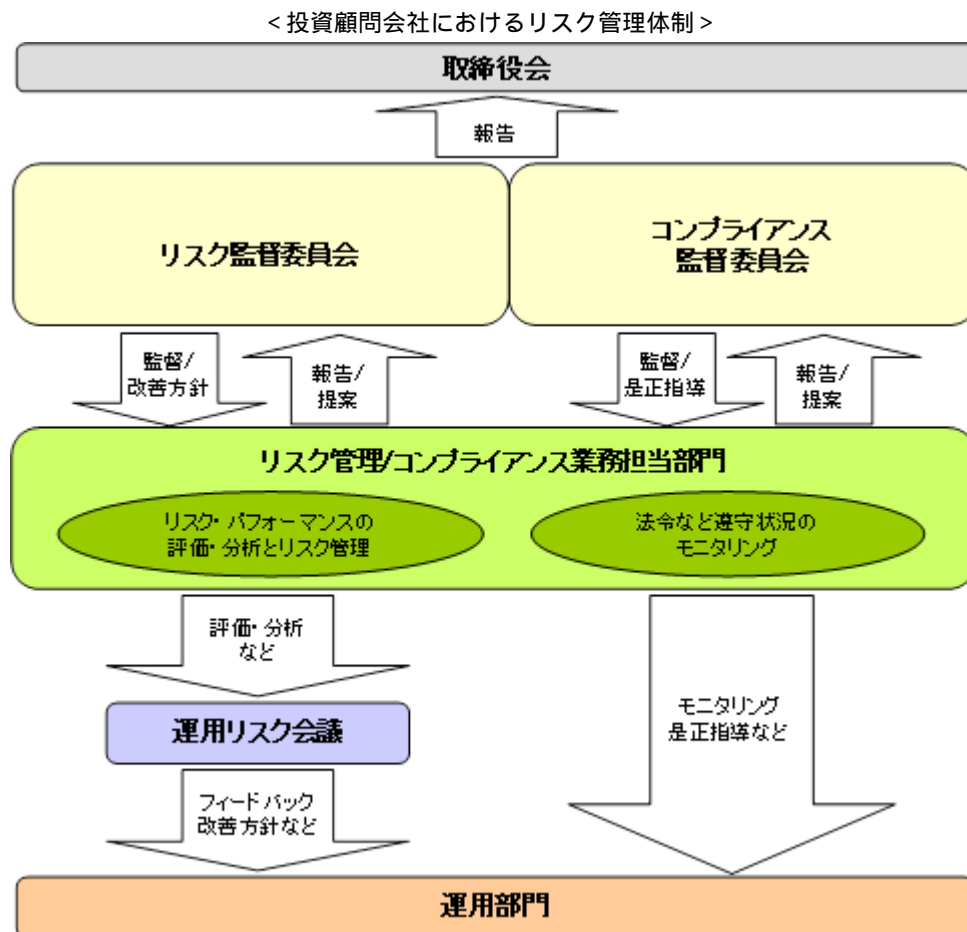 <投資顧問会社におけるリスク管理体制>
取締役会
報告
リスク監督委員会
コンプライアンス
監督委員会
監督/
改善方針
報告/
提案
監督/
是正指導
報告/
提案
リスク管理/コンプライアンス業務担当部門
リスク・パフォーマンスの
評価・分析とリスク管理
法令など遵守状況の
モニタリング
評価・分析
など
運用リスク会議
モニタリング
是正指導など
フィードバック
改善方針など
運用部門